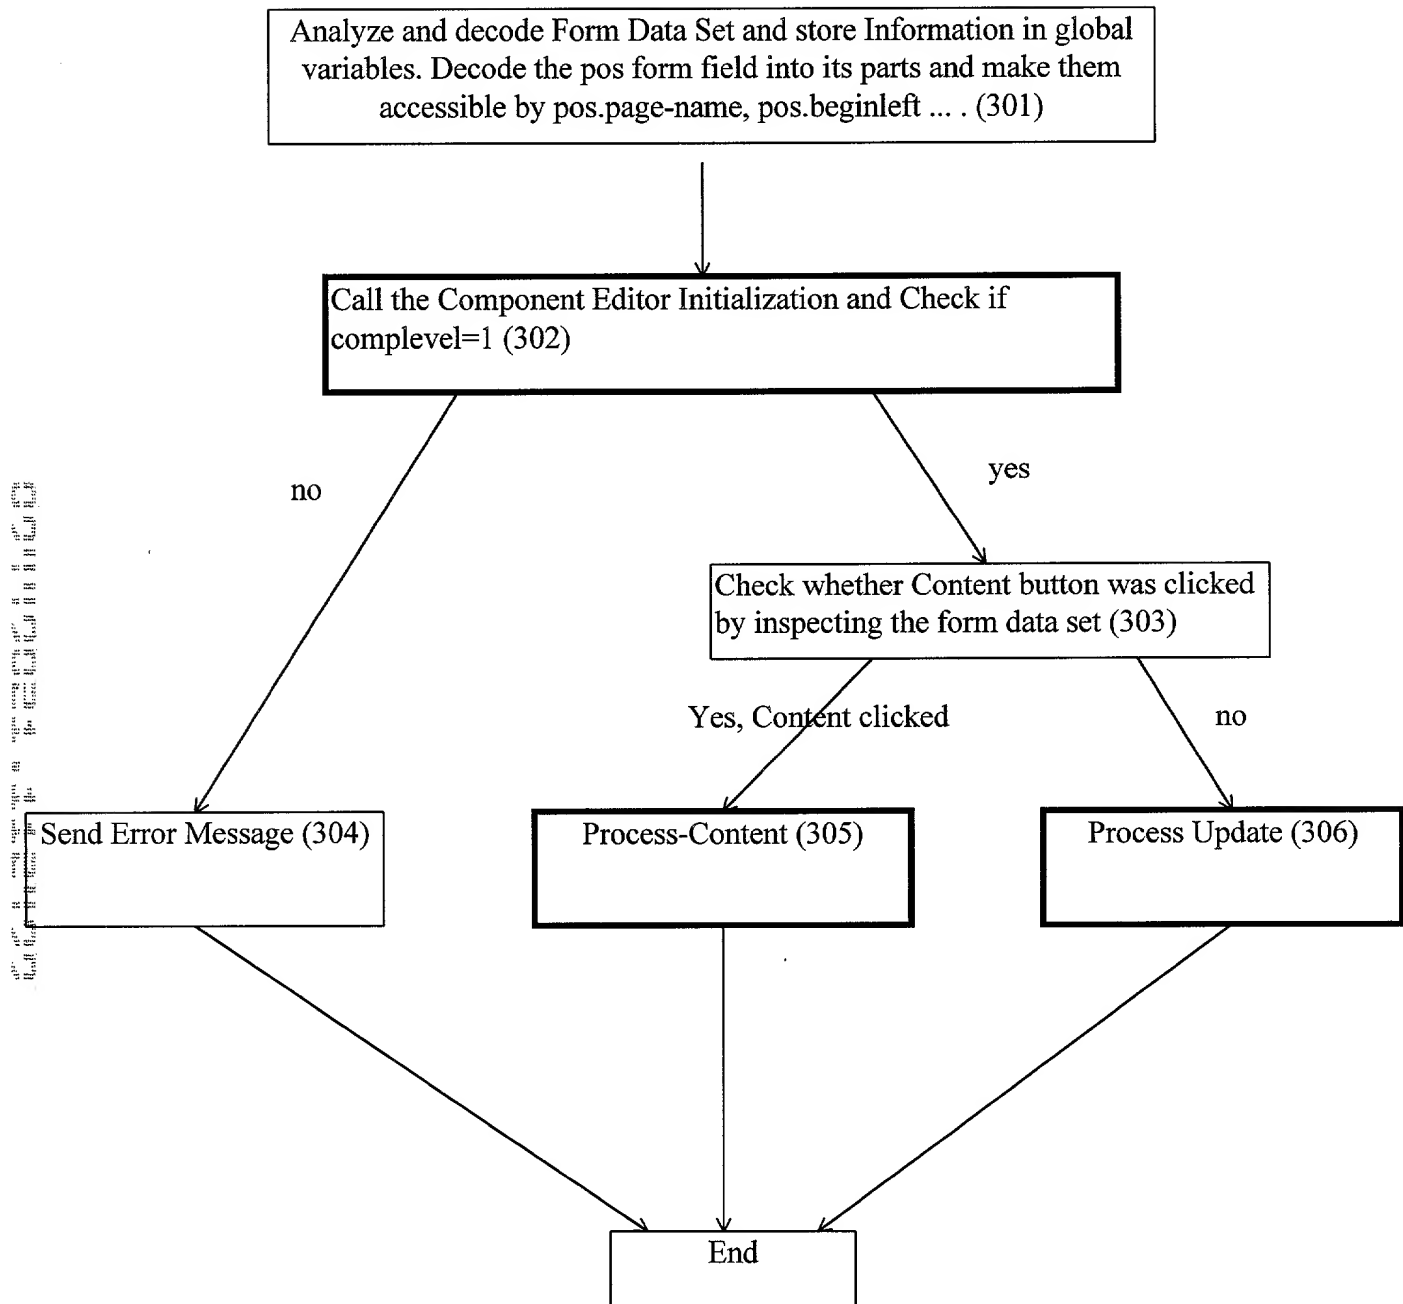 Analyze and decode Form Data Set and store Information in global
variables. Decode the pos form field into its parts and make them
accessible by pos.page-name, pos.beginleft ... . (301)
Call the Component Editor Initialization and Check if
complevel=1 (302)
no
yes
Check whether Content button was clicked
by inspecting the form data set (303)
Yes, Content clicked
no
Send Error Message (304)
Process-Content (305)
Process Update (306)
End